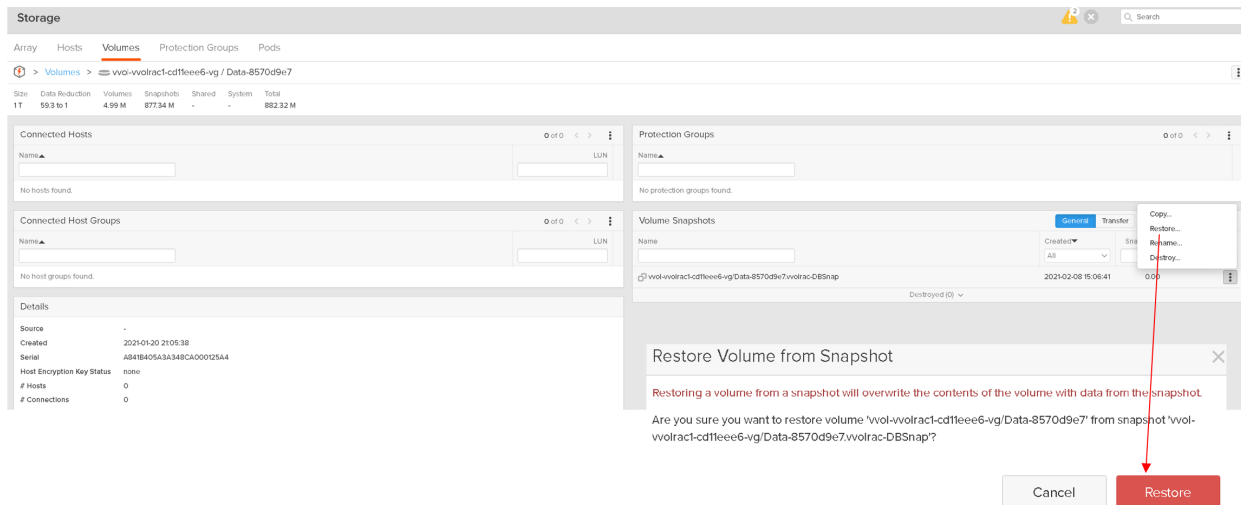 Storage
2
Search
Array Hosts Volumes Protection Groups Pods
> Volumes > vvol-vvolrac1-cd11eee6-vg / Data-8570d9e7
Size Data Reduction Volumes Snapshots Shared System Total
1 T 59.3 to 1 4.99 M 877.34 M - - 882.32 M
Connected Hosts 0 of 0 < >
Name▲ LUN
No hosts found.
Protection Groups 0 of 0 < >
Name▲
No protection groups found.
Connected Host Groups 0 of 0 < >
Name▲ LUN
No host groups found.
Volume Snapshots General Transfer
Name Created▼ Sna
All
vvol-vvolrac1-cd11eee6-vg/Data-8570d9e7.vvolrac-DBSnap 2021-02-08 15:06:41 0.00
Destroyed (0)
Copy...
Restore...
Rename...
Destroy...
Details
Source -
Created 2021-01-20 21:05:38
Serial A841B405A3A348CA000125A4
Host Encryption Key Status none
# Hosts 0
# Connections 0
Restore Volume from Snapshot
Restoring a volume from a snapshot will overwrite the contents of the volume with data from the snapshot.
Are you sure you want to restore volume 'vvol-vvolrac1-cd11eee6-vg/Data-8570d9e7' from snapshot 'vvol-
vvolrac1-cd11eee6-vg/Data-8570d9e7.vvolrac-DBSnap'?
Cancel Restore